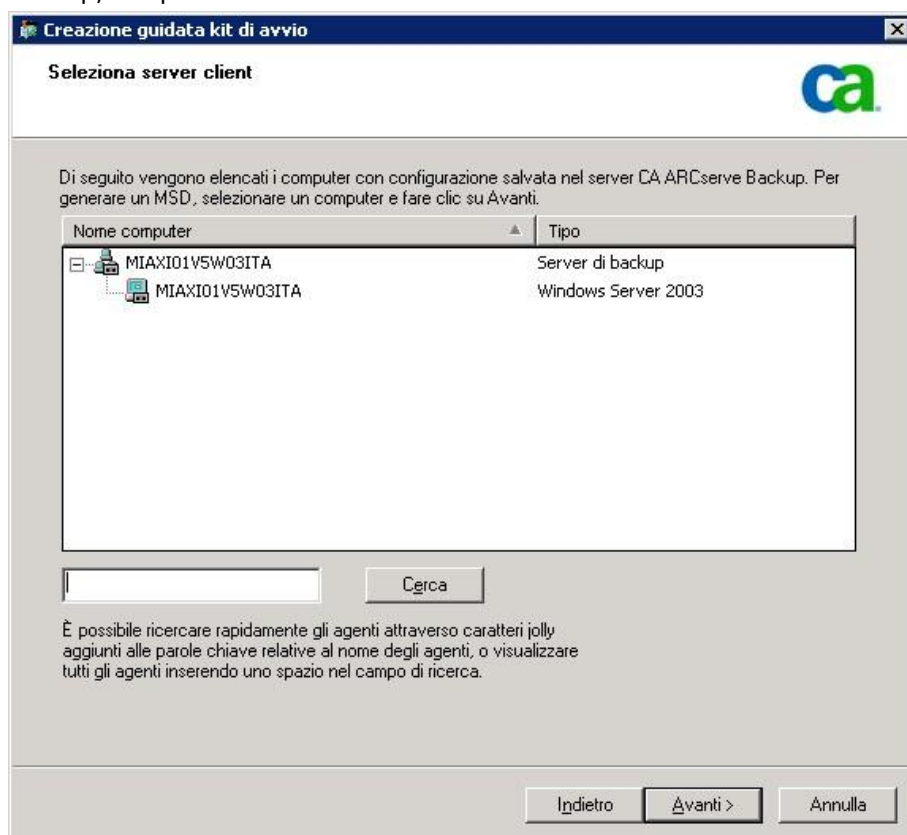 Creazione guidata kit di avvio
Seleziona server client
ca.
Di seguito vengono elencati i computer con configurazione salvata nel server CA ARCserve Backup. Per
generare un MSD, selezionare un computer e fare clic su Avanti.
Nome computer Tipo
MIAXI01V5W03ITA Server di backup
MIAXI01V5W03ITA Windows Server 2003
Cerca
È possibile ricercare rapidamente gli agenti attraverso caratteri jolly
aggiunti alle parole chiave relative al nome degli agenti, o visualizzare
tutti gli agenti inserendo uno spazio nel campo di ricerca.
Indietro Avanti > Annulla